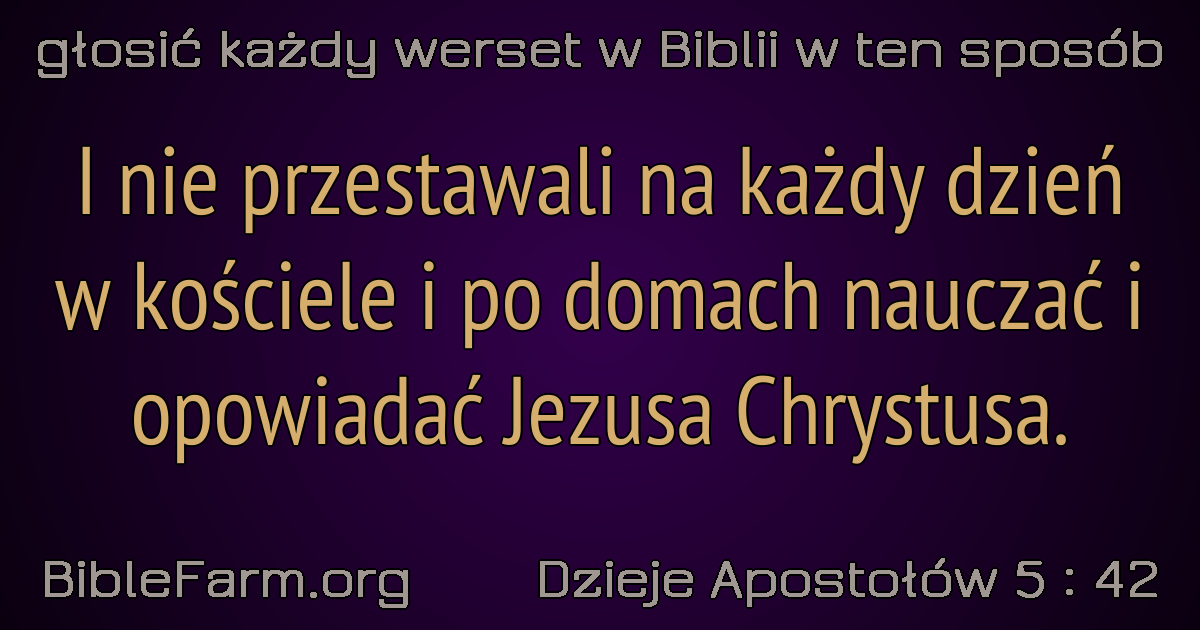 głosić każdy werset w Biblii w ten sposób
I nie przestawali na każdy dzień
w kościele i po domach nauczać i
opowiadać Jezusa Chrystusa.
BibleFarm.org
Dzieje Apostołów 5 : 42